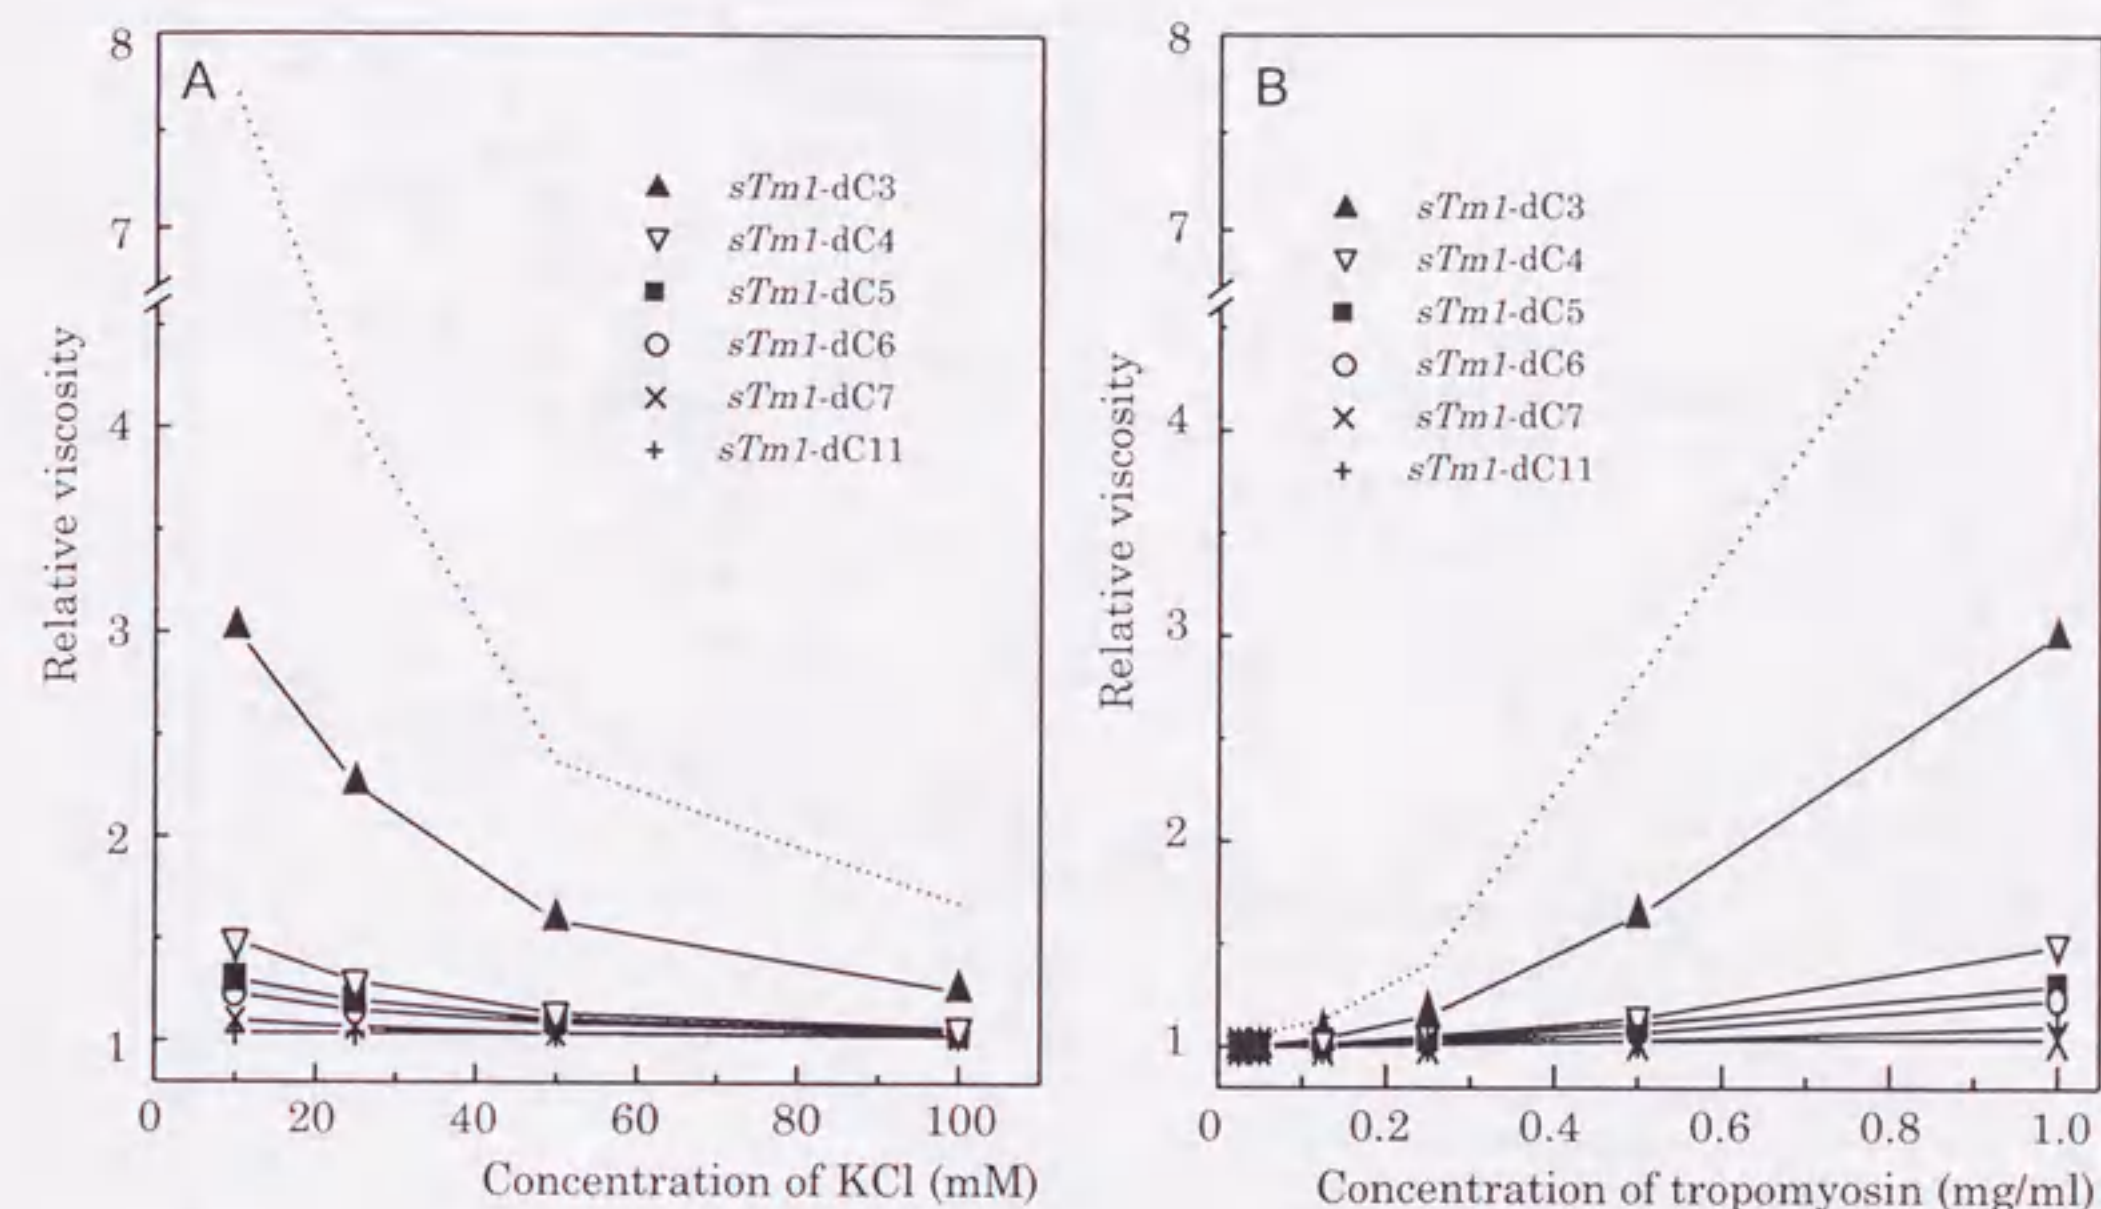 A
8
7
4
3
2
1
Relative viscosity
sTm1-dC3
sTm1-dC4
sTm1-dC5
sTm1-dC6
sTm1-dC7
sTm1-dC11
0 20 40 60 80 100
Concentration of KCl (mM)
B
8
7
4
3
2
1
Relative viscosity
sTm1-dC3
sTm1-dC4
sTm1-dC5
sTm1-dC6
sTm1-dC7
sTm1-dC11
0 0.2 0.4 0.6 0.8 1.0
Concentration of tropomyosin (mg/ml)